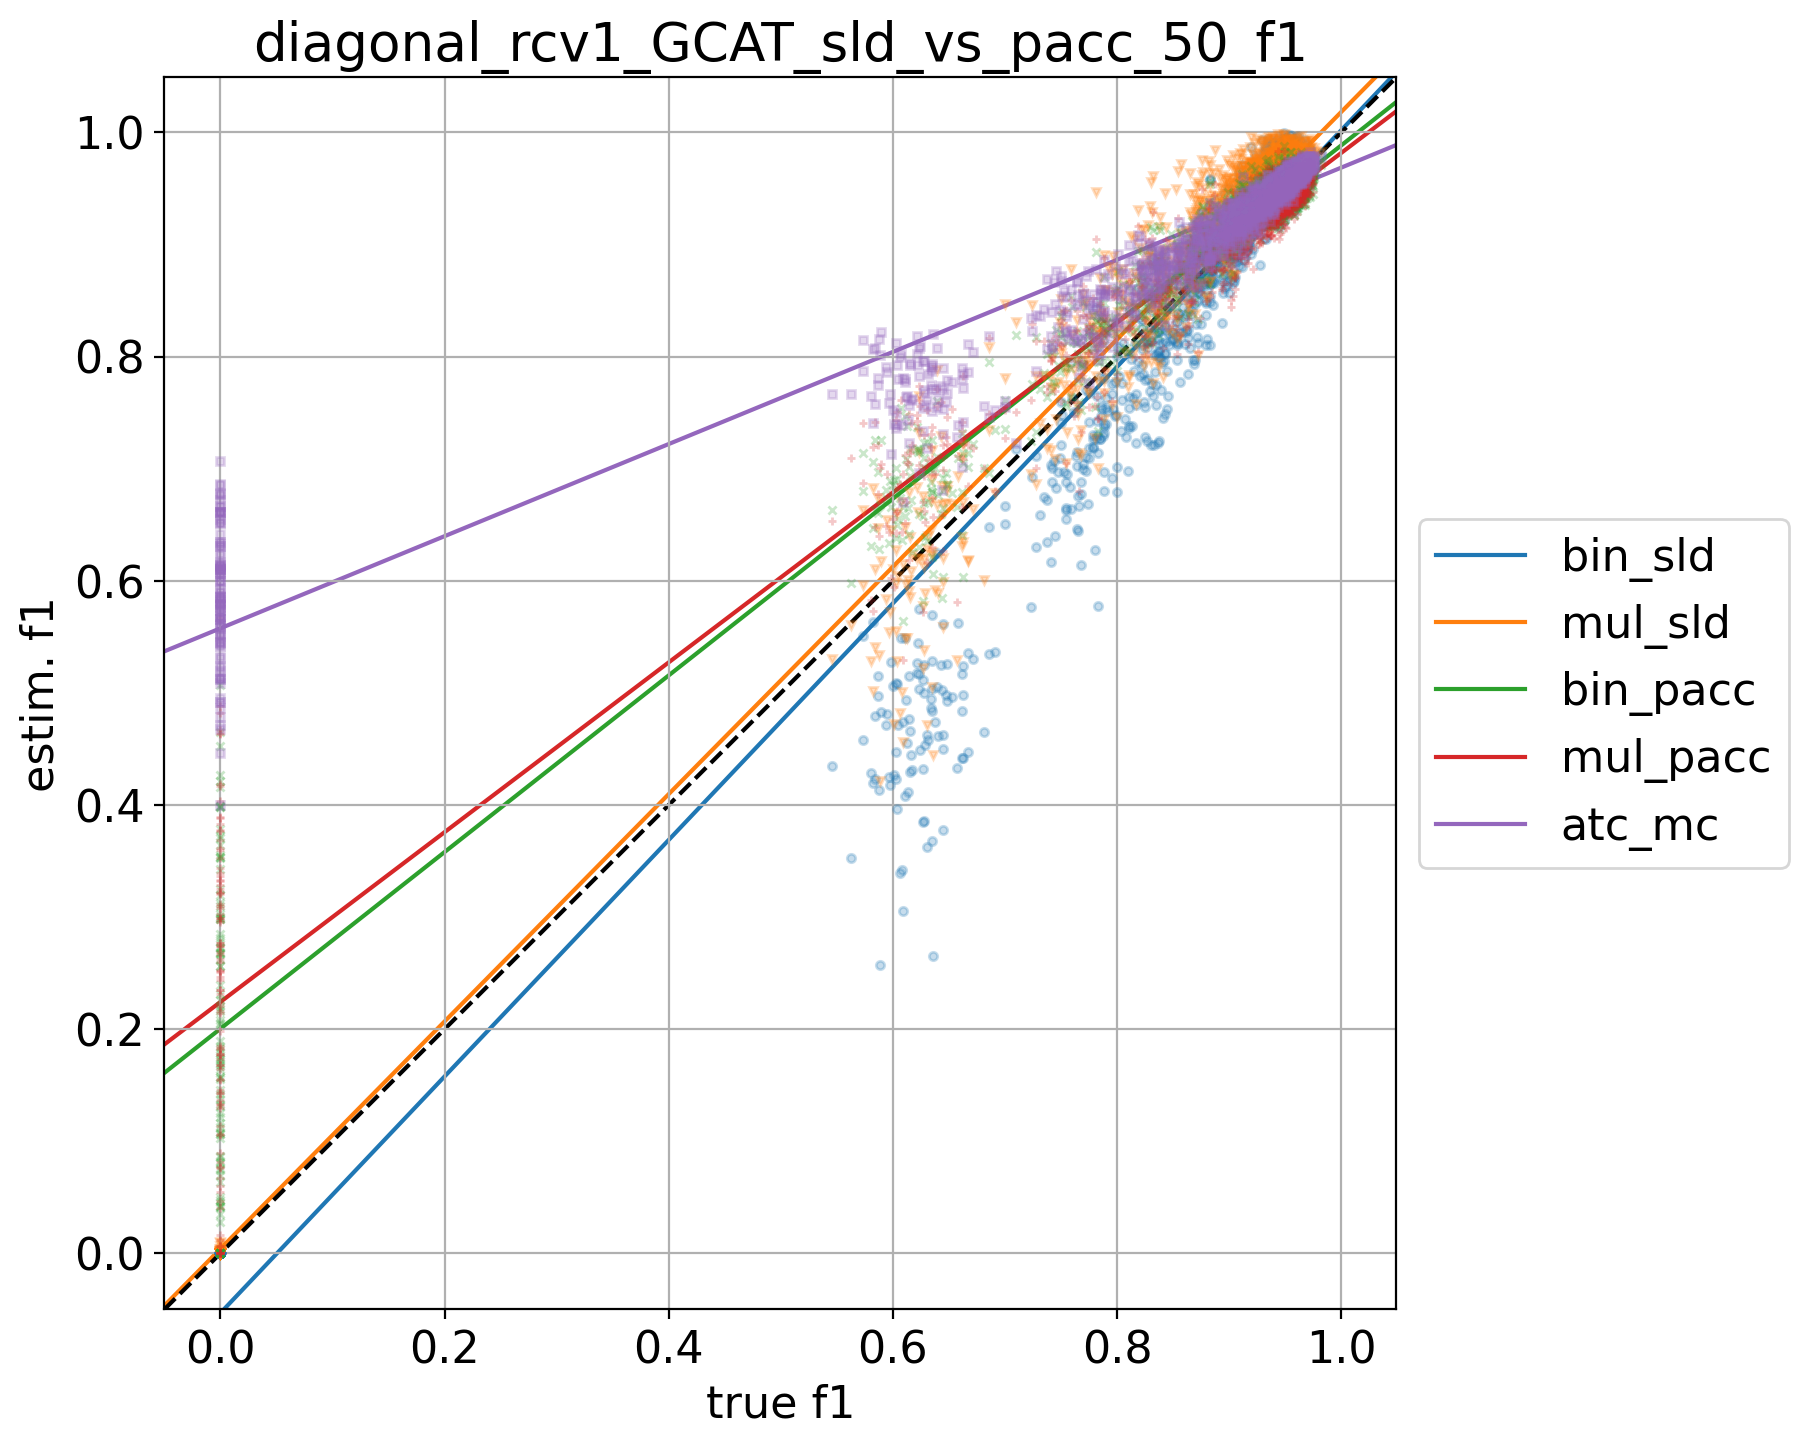 diagonal_rcv1_GCAT_sld_vs_pacc_50_f1
1.0
0.8
0.6
0.4
0.2
0.0
estim. f1
0.0 0.2 0.4 0.6 0.8 1.0
true f1
bin_sld
mul_sld
bin_pacc
mul_pacc
atc_mc